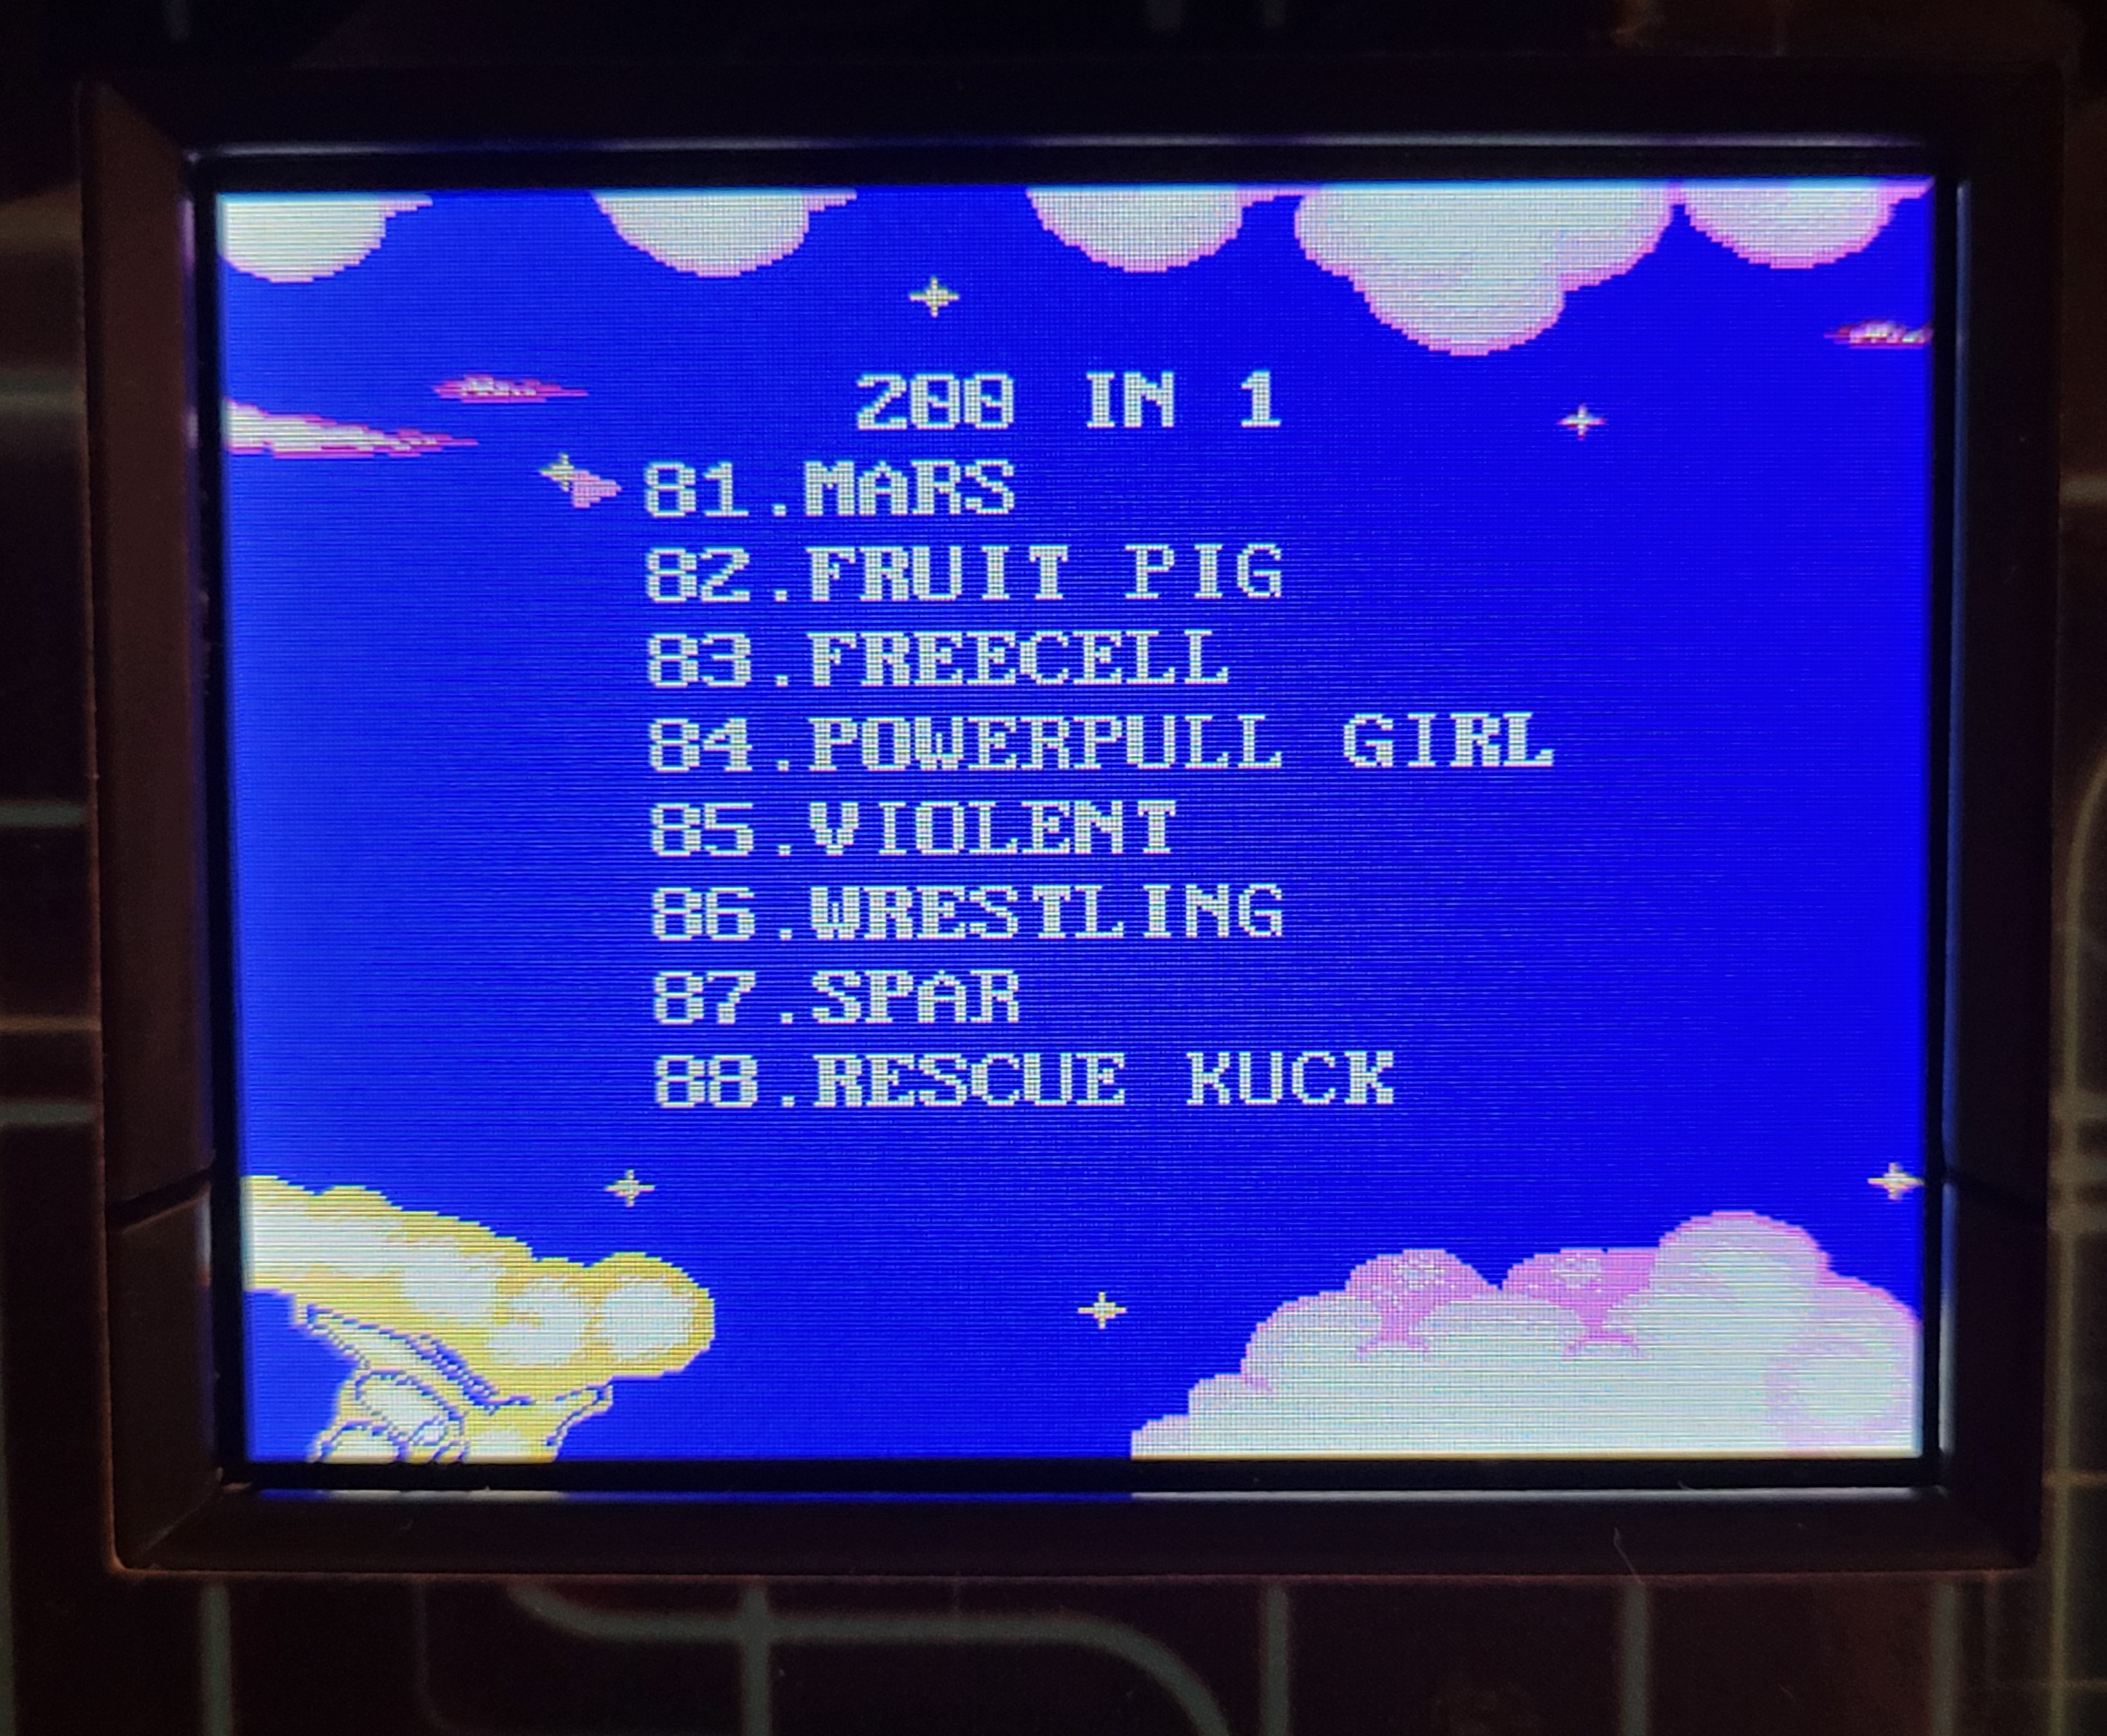 200 IN 1
81.MARS
82.FRUIT PIG
83.FREECELL
84.POWERPULL GIRL
85.VIOLENT
86.WRESTLING
87.SPAR
88.RESCUE KUCK